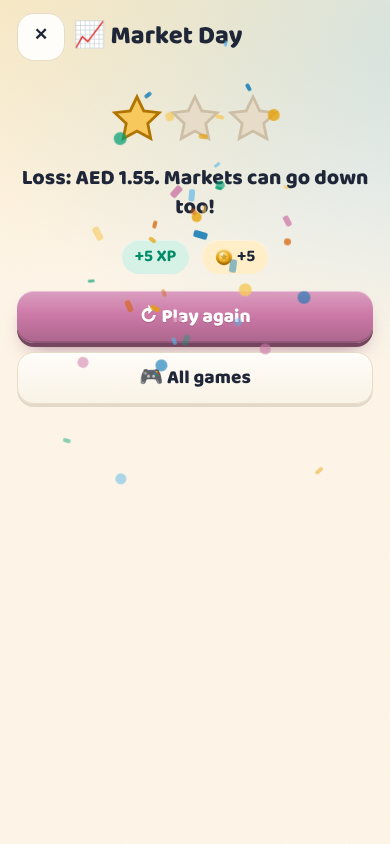 ✕
📈 Market Day
Loss: AED 1.55. Markets can go down
too!
+5 XP
+5
↻ Play again
🎮 All games